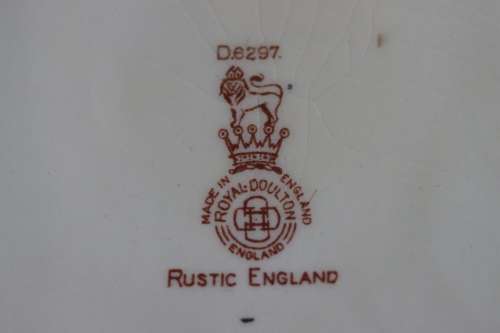 D.6297.
MADE IN
ENGLAND
ROYAL·DOULTON
ENGLAND
RUSTIC ENGLAND